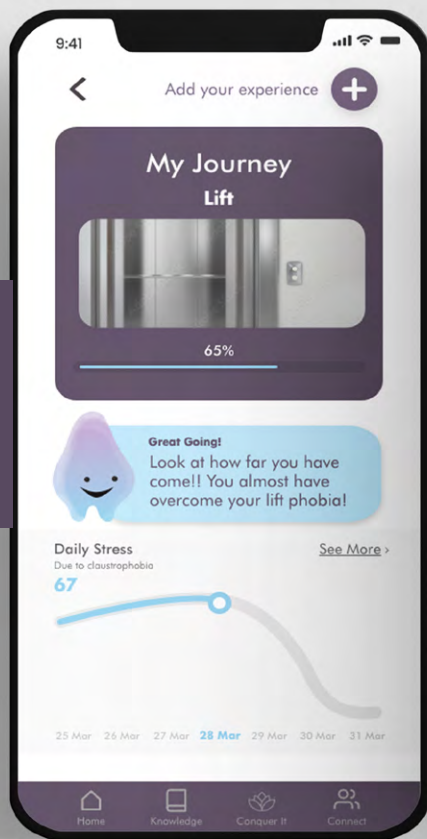 9:41
Add your experience
My Journey
Lift
65%
Great Going!
Look at how far you have
come!! You almost have
overcome your lift phobia!
Daily Stress
See More ›
Due to claustrophobia
67
25 Mar 26 Mar 27 Mar 28 Mar 29 Mar 30 Mar 31 Mar
Home Knowledge Conquer It Connect